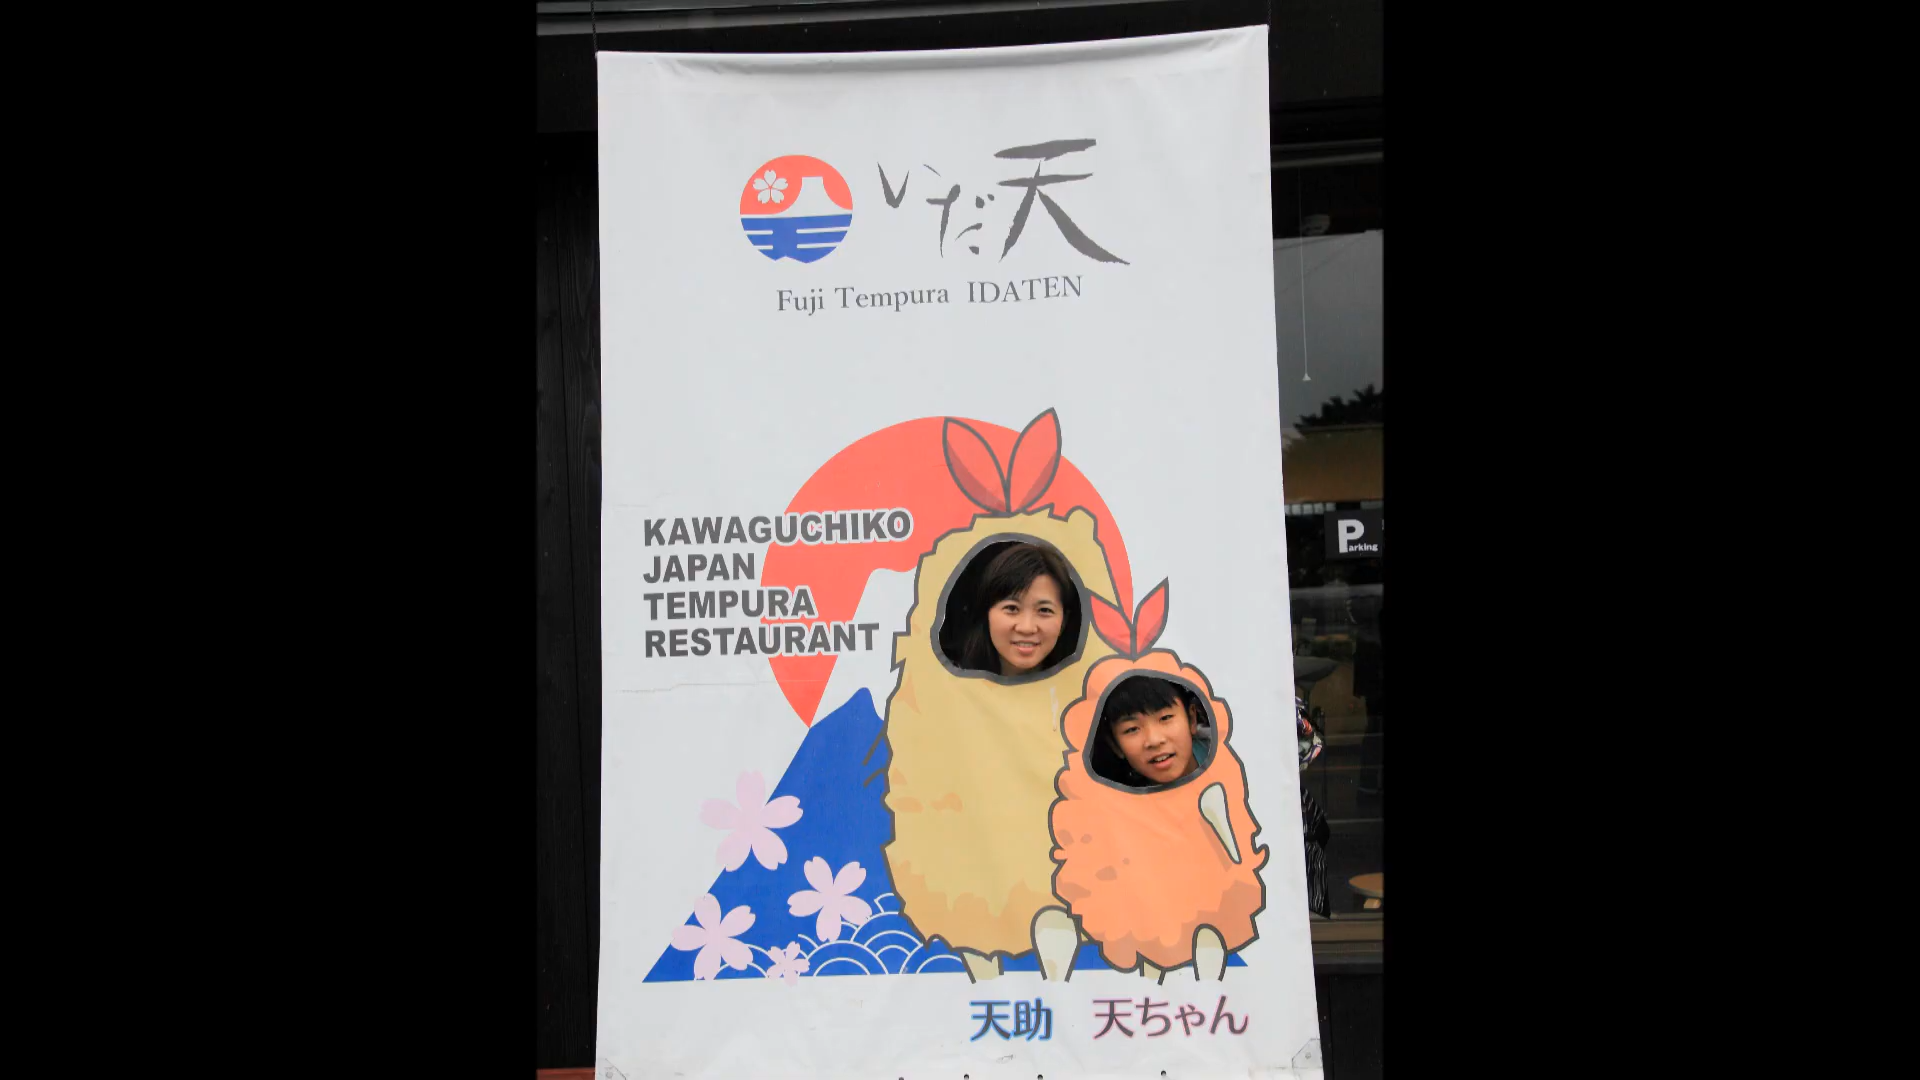 いだ天
Fuji Tempura IDATEN
KAWAGUCHIKO
JAPAN
TEMPURA
RESTAURANT
Parking
天助 天ちゃん